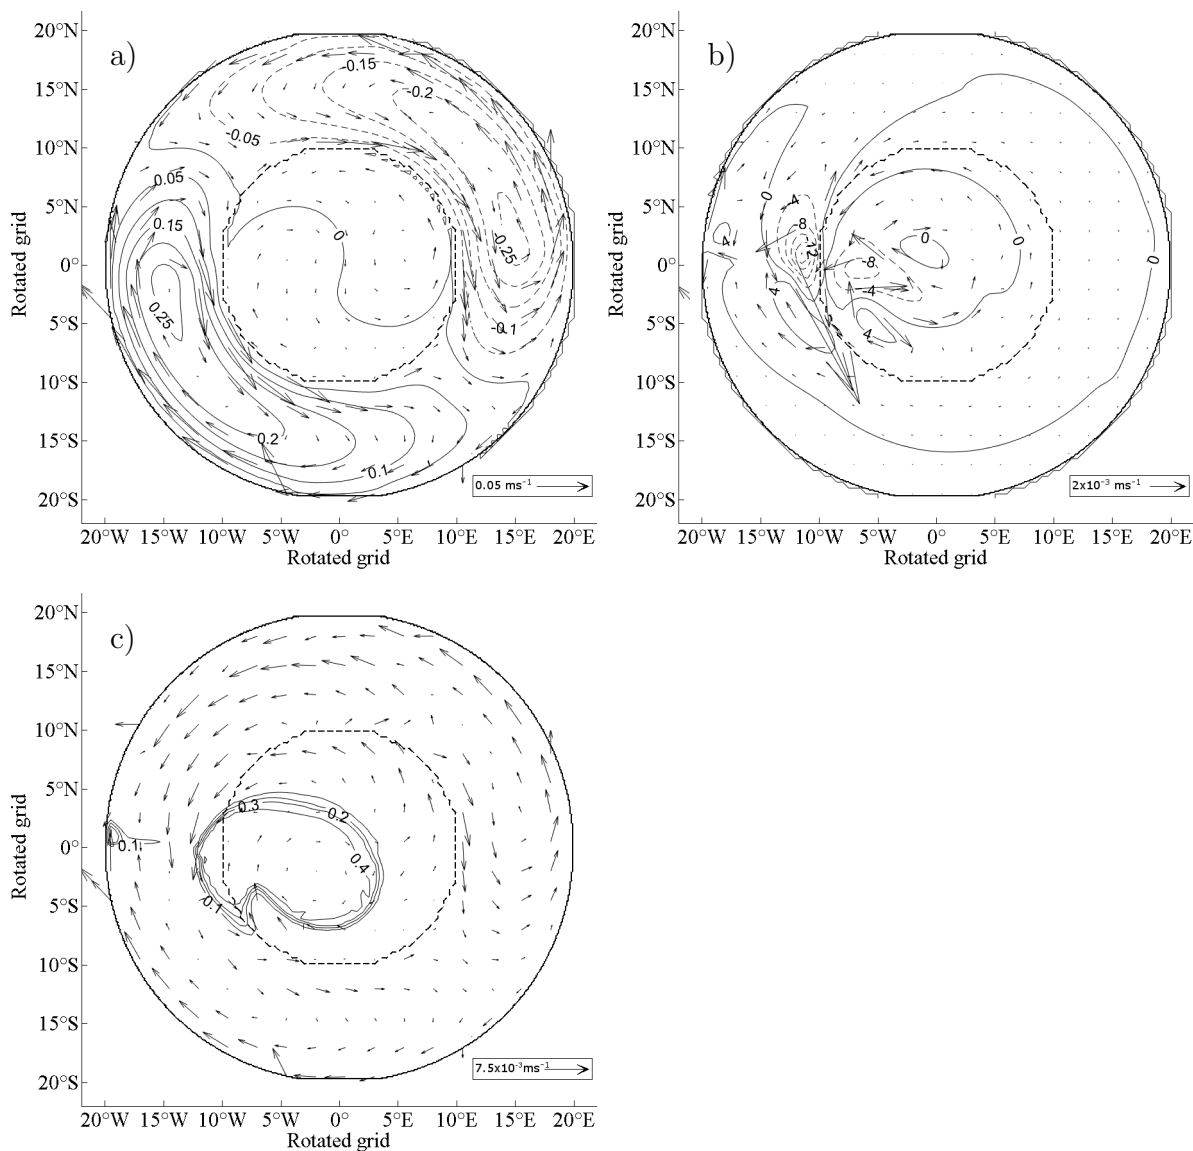 a)
20°N
15°N
10°N
5°N
0°
5°S
10°S
15°S
20°S
Rotated grid
20°W 15°W 10°W 5°W 0° 5°E 10°E 15°E 20°E
Rotated grid
-0.15
-0.2
-0.05
0.05
0.15
0
-0.25
0.25
-0.1
0.2
0.1
0.05 ms⁻¹
b)
20°N
15°N
10°N
5°N
0°
5°S
10°S
15°S
20°S
Rotated grid
20°W 15°W 10°W 5°W 0° 5°E 10°E 15°E 20°E
Rotated grid
0
-4
-8
4
-12
0
0
0
-8
4
-4
4
2x10⁻³ ms⁻¹
c)
20°N
15°N
10°N
5°N
0°
5°S
10°S
15°S
20°S
Rotated grid
20°W 15°W 10°W 5°W 0° 5°E 10°E 15°E 20°E
Rotated grid
0.3
0.2
0.1
0.4
0.1
7.5x10⁻³ms⁻¹